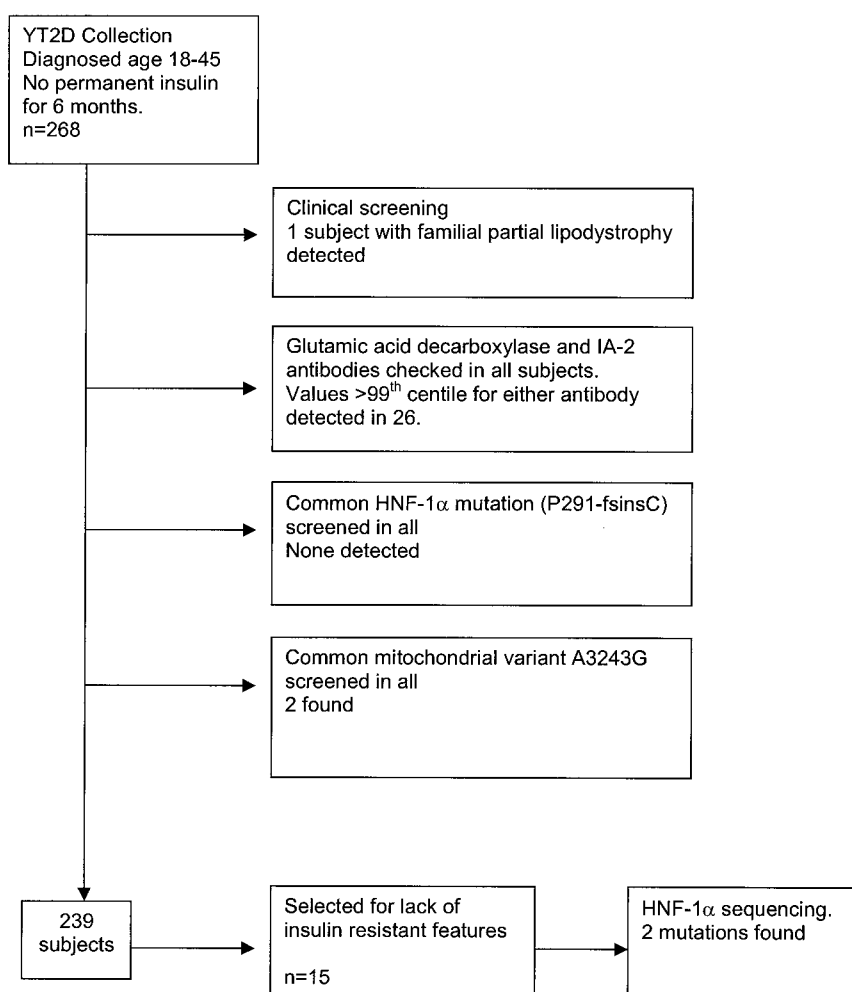 YT2D Collection
Diagnosed age 18-45
No permanent insulin
for 6 months.
n=268
Clinical screening
1 subject with familial partial lipodystrophy
detected
Glutamic acid decarboxylase and IA-2
antibodies checked in all subjects.
Values >99th centile for either antibody
detected in 26.
Common HNF-1α mutation (P291-fsinsC)
screened in all
None detected
Common mitochondrial variant A3243G
screened in all
2 found
239
subjects
Selected for lack of
insulin resistant features
n=15
HNF-1α sequencing.
2 mutations found